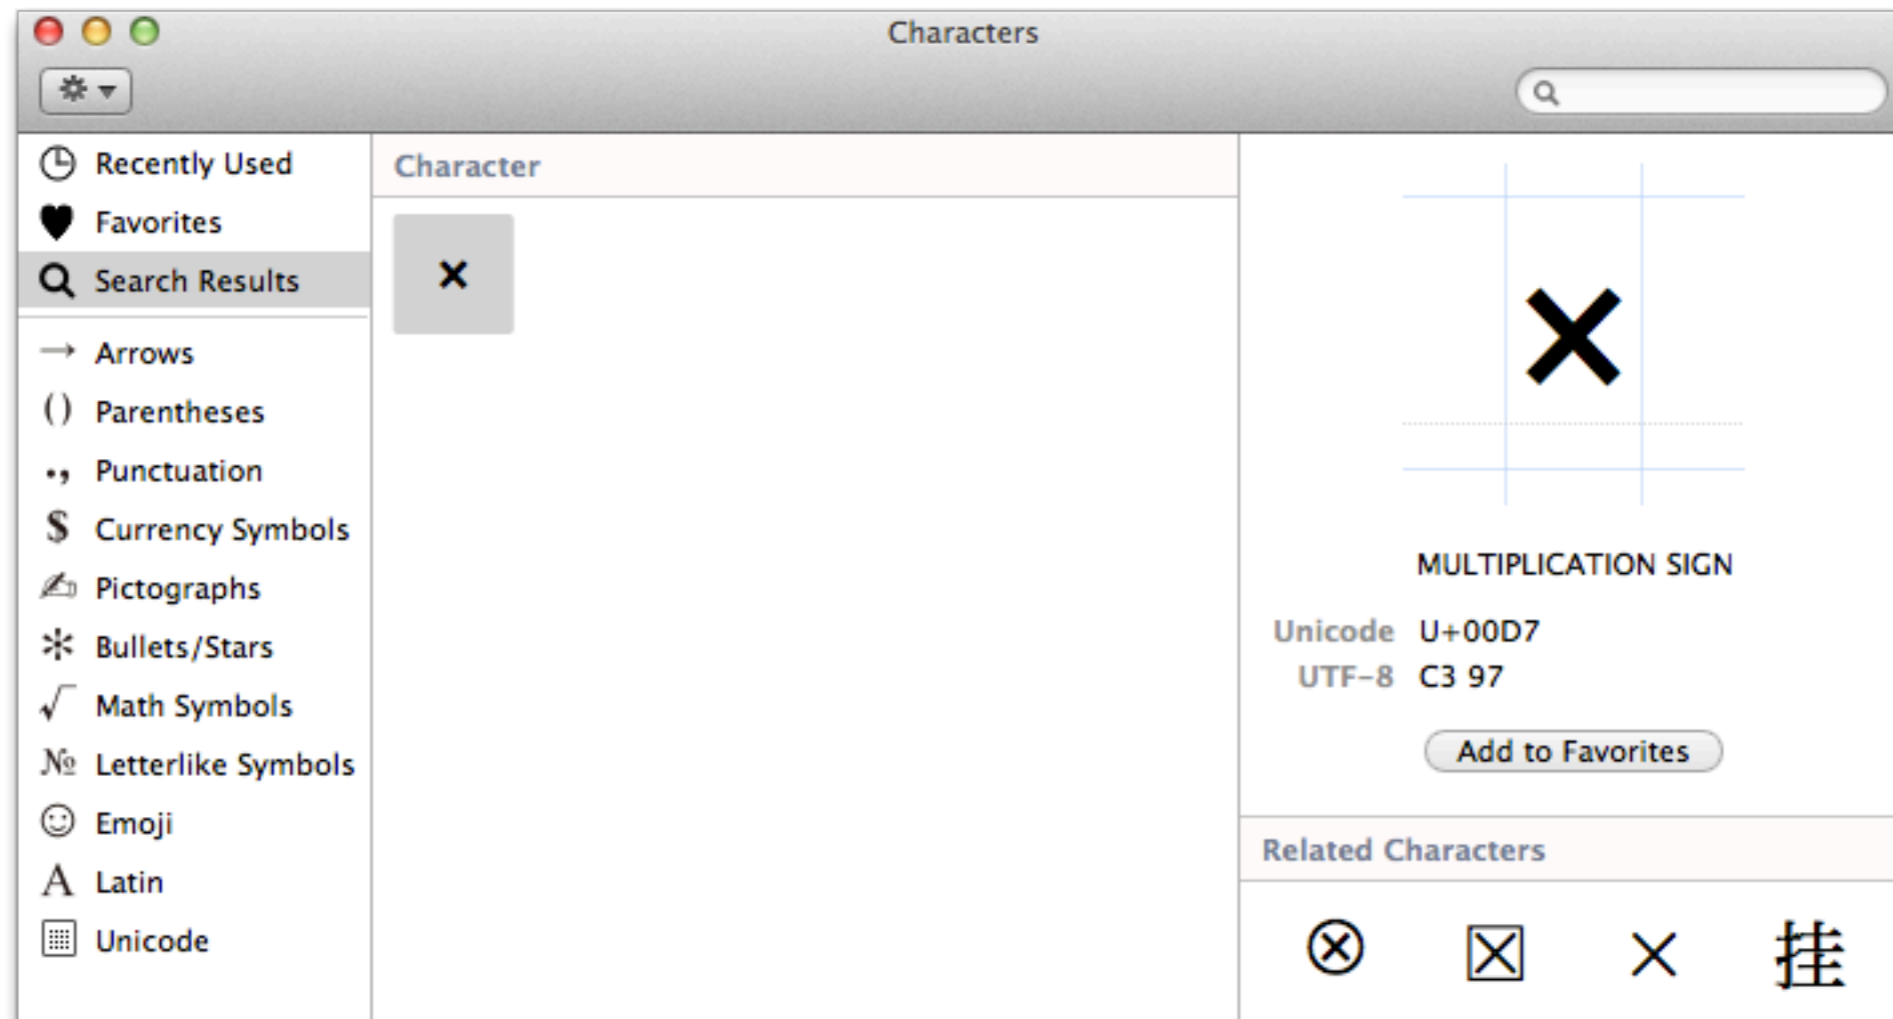 Characters
Recently Used
Favorites
Search Results
→ Arrows
() Parentheses
., Punctuation
$ Currency Symbols
Pictographs
Bullets/Stars
√ Math Symbols
№ Letterlike Symbols
Emoji
A Latin
Unicode
Character
×
×
MULTIPLICATION SIGN
Unicode U+00D7
UTF-8 C3 97
Add to Favorites
Related Characters
⊗ ⊠ × 挂